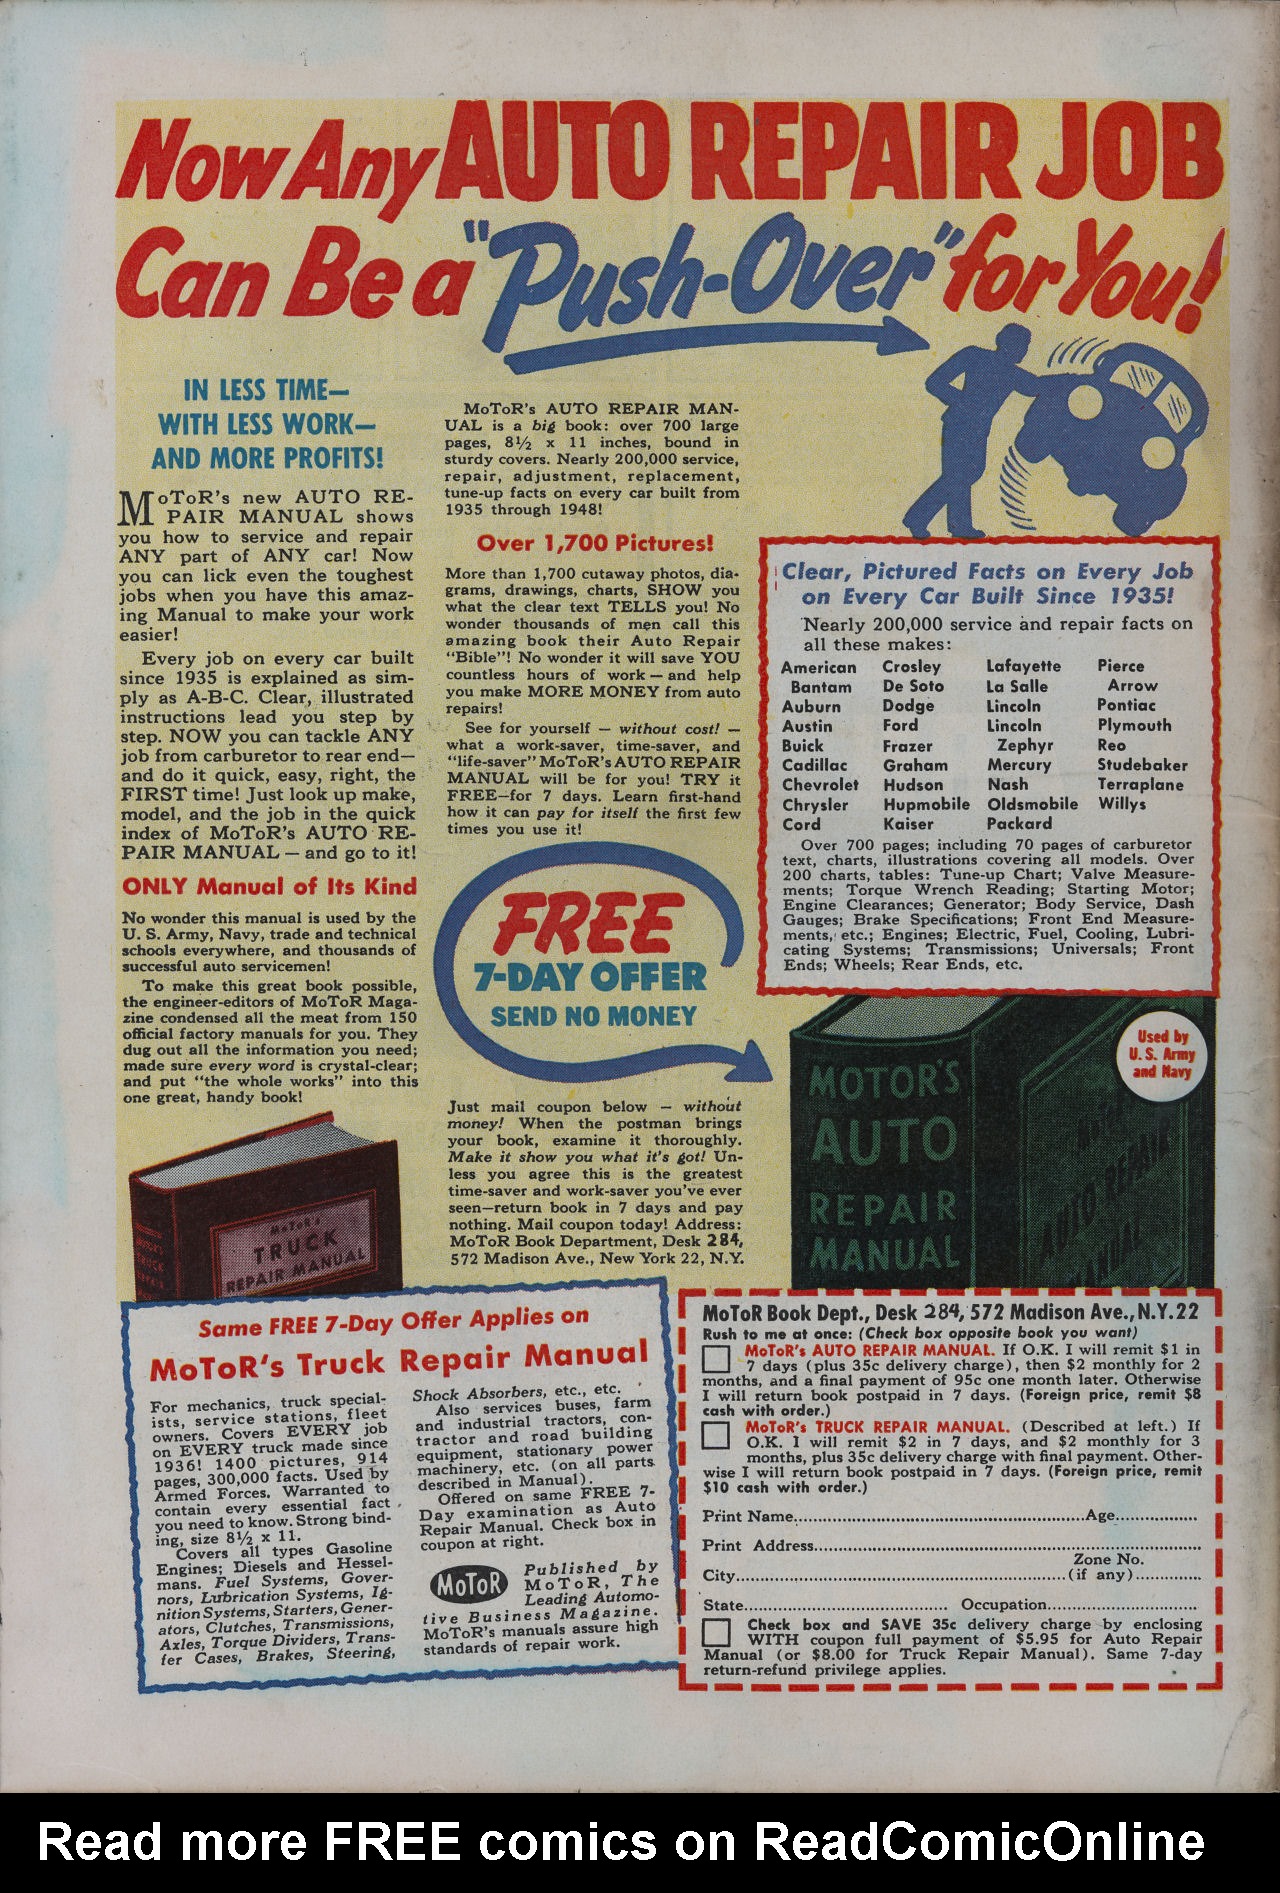 Now Any AUTO REPAIR JOB
Can Be a "Push-Over" for You!
IN LESS TIME—
WITH LESS WORK—
AND MORE PROFITS!
MoToR's new AUTO RE-
PAIR MANUAL shows
you how to service and repair
ANY part of ANY car! Now
you can lick even the toughest
jobs when you have this amaz-
ing Manual to make your work
easier!
Every job on every car built
since 1935 is explained as sim-
ply as A-B-C. Clear, illustrated
instructions lead you step by
step. NOW you can tackle ANY
job from carburetor to rear end—
and do it quick, easy, right, the
FIRST time! Just look up make,
model, and the job in the quick
index of MoToR's AUTO RE-
PAIR MANUAL — and go to it!
ONLY Manual of Its Kind
No wonder this manual is used by the
U. S. Army, Navy, trade and technical
schools everywhere, and thousands of
successful auto servicemen!
To make this great book possible,
the engineer-editors of MoToR Maga-
zine condensed all the meat from 150
official factory manuals for you. They
dug out all the information you need;
made sure every word is crystal-clear;
and put "the whole works" into this
one great, handy book!
MoToR's
TRUCK
REPAIR MANUAL
MoToR's AUTO REPAIR MAN-
UAL is a big book: over 700 large
pages, 8½ x 11 inches, bound in
sturdy covers. Nearly 200,000 service,
repair, adjustment, replacement,
tune-up facts on every car built from
1935 through 1948!
Over 1,700 Pictures!
More than 1,700 cutaway photos, dia-
grams, drawings, charts, SHOW you
what the clear text TELLS you! No
wonder thousands of men call this
amazing book their Auto Repair
"Bible"! No wonder it will save YOU
countless hours of work — and help
you make MORE MONEY from auto
repairs!
See for yourself — without cost! —
what a work-saver, time-saver, and
"life-saver" MoToR's AUTO REPAIR
MANUAL will be for you! TRY it
FREE—for 7 days. Learn first-hand
how it can pay for itself the first few
times you use it!
FREE
7-DAY OFFER
SEND NO MONEY
Just mail coupon below — without
money! When the postman brings
your book, examine it thoroughly.
Make it show you what it's got! Un-
less you agree this is the greatest
time-saver and work-saver you've ever
seen—return book in 7 days and pay
nothing. Mail coupon today! Address:
MoToR Book Department, Desk 284,
572 Madison Ave., New York 22, N.Y.
Clear, Pictured Facts on Every Job
on Every Car Built Since 1935!
Nearly 200,000 service and repair facts on
all these makes:
American Crosley Lafayette Pierce
Bantam De Soto La Salle Arrow
Auburn Dodge Lincoln Pontiac
Austin Ford Lincoln Plymouth
Buick Frazer Zephyr Reo
Cadillac Graham Mercury Studebaker
Chevrolet Hudson Nash Terraplane
Chrysler Hupmobile Oldsmobile Willys
Cord Kaiser Packard
Over 700 pages; including 70 pages of carburetor
text, charts, illustrations covering all models. Over
200 charts, tables: Tune-up Chart; Valve Measure-
ments; Torque Wrench Reading; Starting Motor;
Engine Clearances; Generator; Body Service, Dash
Gauges; Brake Specifications; Front End Measure-
ments, etc.; Engines; Electric, Fuel, Cooling, Lubri-
cating Systems; Transmissions; Universals; Front
Ends; Wheels; Rear Ends, etc.
Used by
U. S. Army
and Navy
MOTOR'S
AUTO
REPAIR
MANUAL
Same FREE 7-Day Offer Applies on
MoToR's Truck Repair Manual
For mechanics, truck special-
ists, service stations, fleet
owners. Covers EVERY job
on EVERY truck made since
1936! 1400 pictures, 914
pages, 300,000 facts. Used by
Armed Forces. Warranted to
contain every essential fact
you need to know. Strong bind-
ing, size 8½ x 11.
Covers all types Gasoline
Engines; Diesels and Hessel-
mans. Fuel Systems, Gover-
nors, Lubrication Systems, Ig-
nition Systems, Starters, Gener-
ators, Clutches, Transmissions,
Axles, Torque Dividers, Trans-
fer Cases, Brakes, Steering,
Shock Absorbers, etc., etc.
Also services buses, farm
and industrial tractors, con-
tractor and road building
equipment, stationary power
machinery, etc. (on all parts
described in Manual).
Offered on same FREE 7-
Day examination as Auto
Repair Manual. Check box in
coupon at right.
MoToR
Published by
MoToR, The
Leading Automo-
tive Business Magazine.
MoToR's manuals assure high
standards of repair work.
MoToR Book Dept., Desk 284, 572 Madison Ave., N.Y. 22
Rush to me at once: (Check box opposite book you want)
MoToR's AUTO REPAIR MANUAL. If O.K. I will remit $1 in
7 days (plus 35c delivery charge), then $2 monthly for 2
months, and a final payment of 95c one month later. Otherwise
I will return book postpaid in 7 days. (Foreign price, remit $8
cash with order.)
MoToR's TRUCK REPAIR MANUAL. (Described at left.) If
O.K. I will remit $2 in 7 days, and $2 monthly for 3
months, plus 35c delivery charge with final payment. Other-
wise I will return book postpaid in 7 days. (Foreign price, remit
$10 cash with order.)
Print Name Age
Print Address
Zone No.
City (if any)
State Occupation
Check box and SAVE 35c delivery charge by enclosing
WITH coupon full payment of $5.95 for Auto Repair
Manual (or $8.00 for Truck Repair Manual). Same 7-day
return-refund privilege applies.
Read more FREE comics on ReadComicOnline